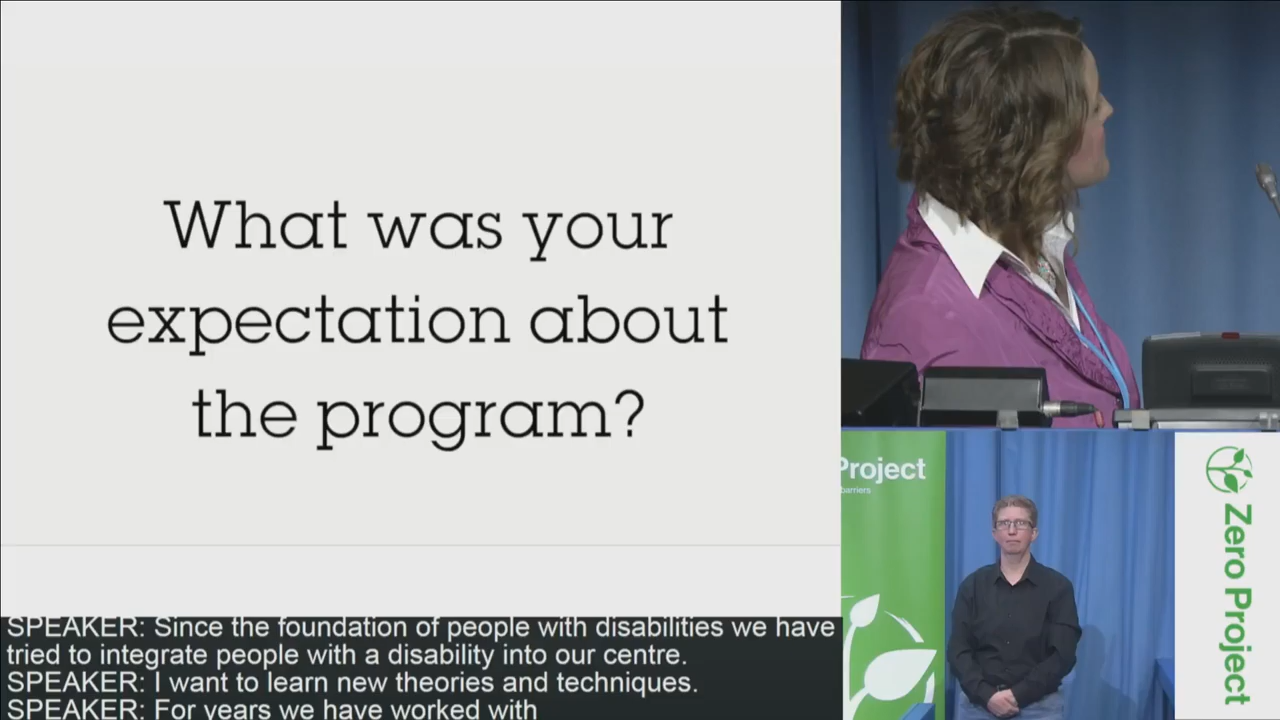 What was your
expectation about
the program?
SPEAKER: Since the foundation of people with disabilities we have
tried to integrate people with a disability into our centre.
SPEAKER: I want to learn new theories and techniques.
SPEAKER: For years we have worked with
Project
barriers
Zero Project